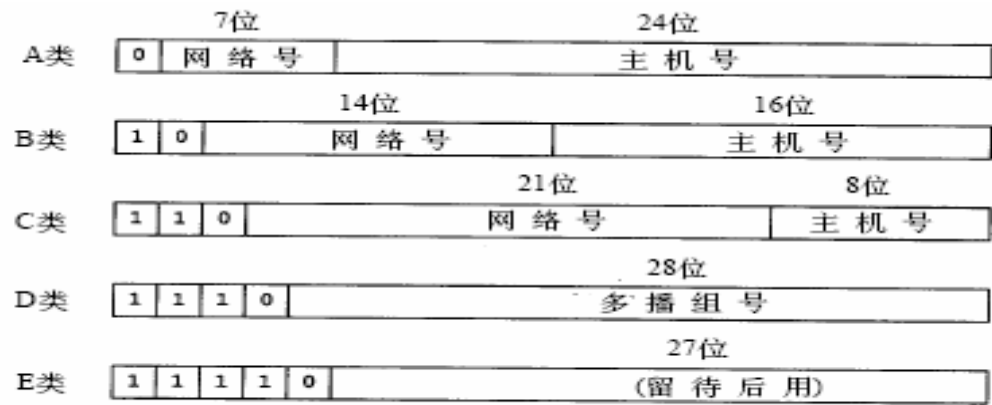 7位 24位
A类 0 网络号 主机号
14位 16位
B类 1 0 网络号 主机号
21位 8位
C类 1 1 0 网络号 主机号
28位
D类 1 1 1 0 多播组号
27位
E类 1 1 1 1 0 (留待后用)